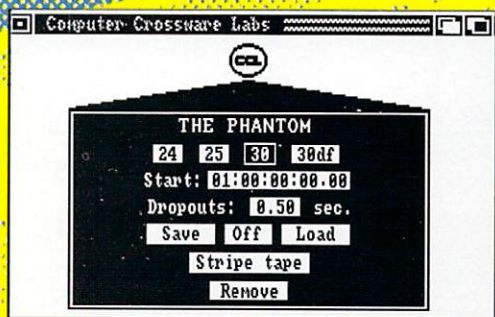 Computer Crossware Labs
CCL
THE PHANTOM
24 25 30 30df
Start: 01:00:00:00.00
Dropouts: 0.50 sec.
Save Off Load
Stripe tape
Remove